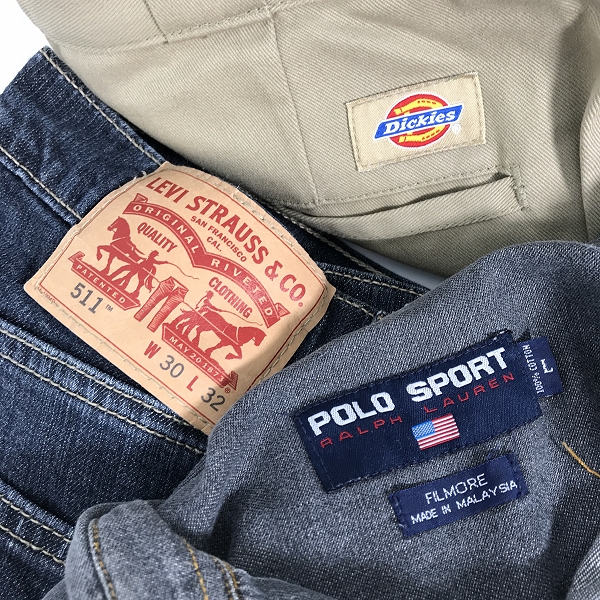 Dickies
LEVI STRAUSS & CO.
SAN FRANCISCO
CAL.
ORIGINAL RIVETED
QUALITY
CLOTHING
PATENTED
MAY 20 1873
511™
W 30 L 32
POLO SPORT
RALPH LAUREN
L
100% COTTON
FILMORE
MADE IN MALAYSIA